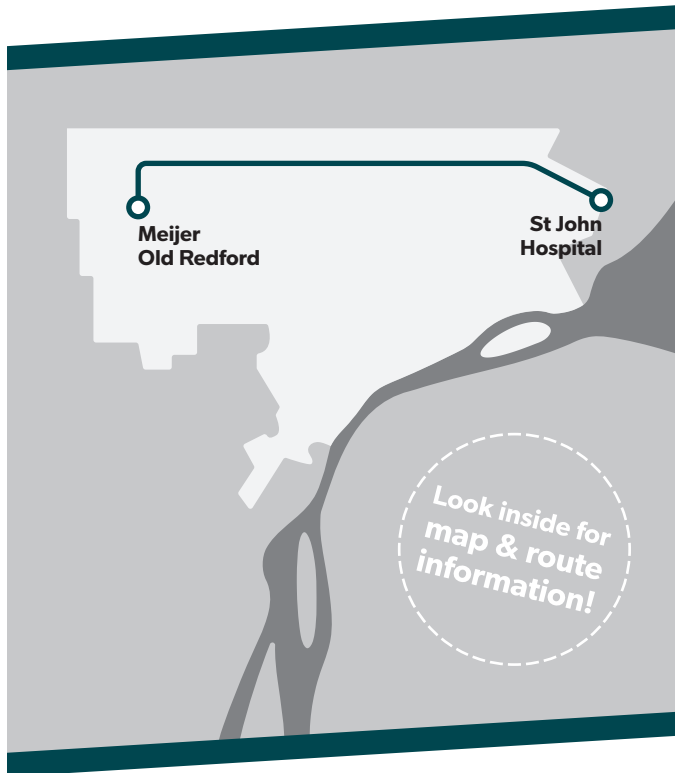 Meijer
Old Redford
St John
Hospital
Look inside for
map & route
information!